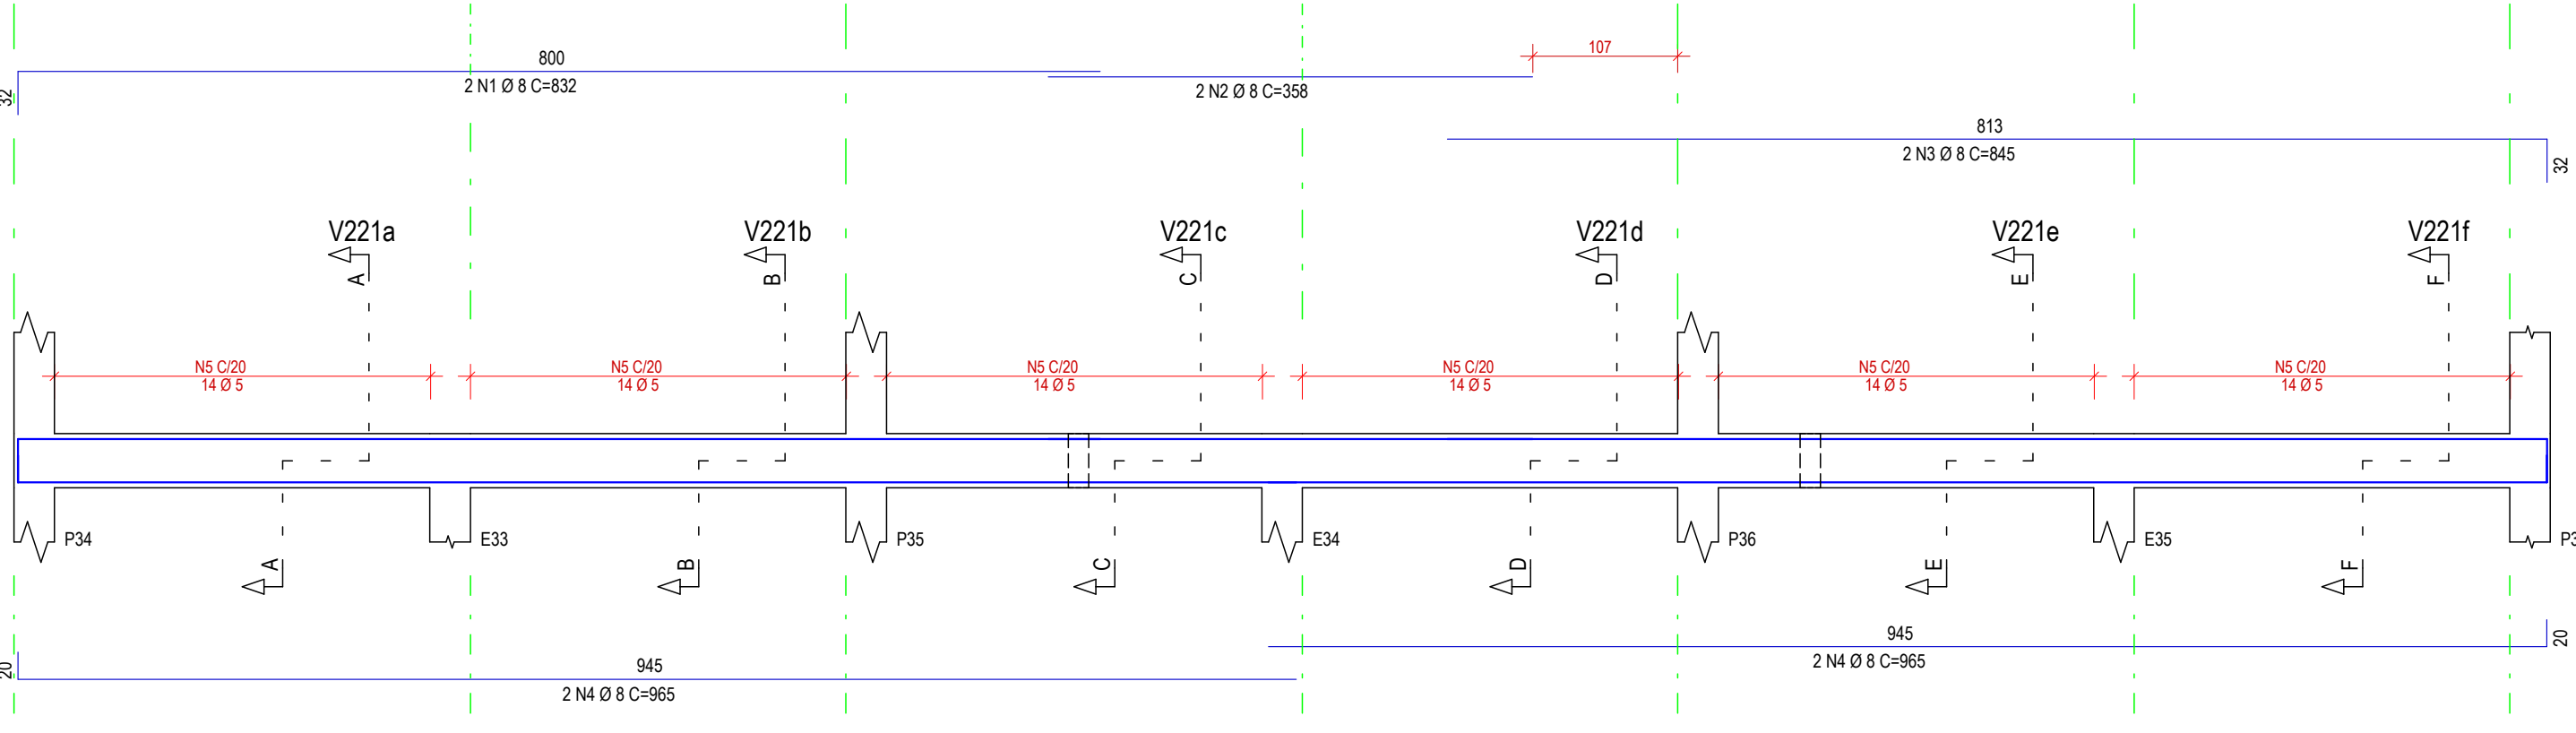 107
800
2 N1 Ø 8 C=832
32
2 N2 Ø 8 C=358
813
2 N3 Ø 8 C=845
32
V221a
V221b
V221c
V221d
V221e
V221f
A
B
C
D
E
F
N5 C/20
14 Ø 5
N5 C/20
14 Ø 5
N5 C/20
14 Ø 5
N5 C/20
14 Ø 5
N5 C/20
14 Ø 5
N5 C/20
14 Ø 5
P34
E33
P35
E34
P36
E35
A
B
C
D
E
F
945
2 N4 Ø 8 C=965
20
945
2 N4 Ø 8 C=965
20